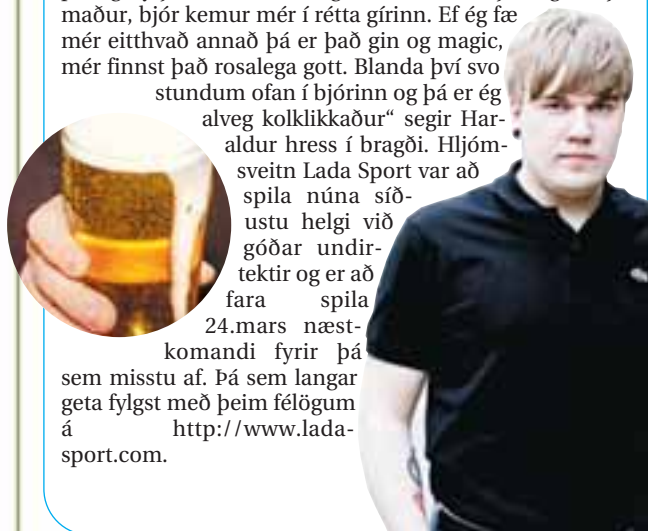 maður, bjór kemur mér í rétta gírinn. Ef ég fæ
mér eitthvað annað þá er það gin og magic,
mér finnst það rosalega gott. Blanda því svo
stundum ofan í bjórinn og þá er ég
alveg kolklikkaður“ segir Har-
aldur hress í bragði. Hljóm-
sveitn Lada Sport var að
spila núna síð-
ustu helgi við
góðar undir-
tektir og er að
fara spila
24.mars næst-
komandi fyrir þá
sem misstu af. Þá sem langar
geta fylgst með þeim félögum
á http://www.lada-
sport.com.